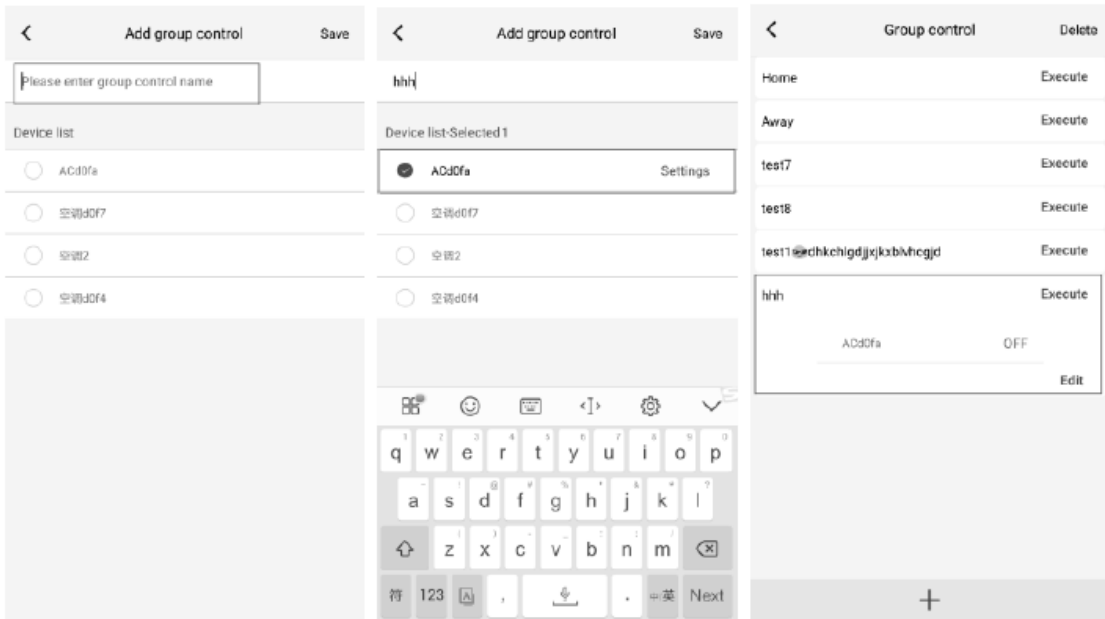 Add group control
Save
Please enter group control name
Device list
ACd0fa
空调d0f7
空调2
空调d0f4
Add group control
Save
hhh
Device list-Selected 1
ACd0fa
Settings
空调d0f7
空调2
空调d0f4
q w e r t y u i o p
a s d f g h j k l
z x c v b n m
符 123 , . 中英 Next
Group control
Delete
Home
Execute
Away
Execute
test7
Execute
test8
Execute
Execute
hhh
Execute
ACd0fa
OFF
Edit